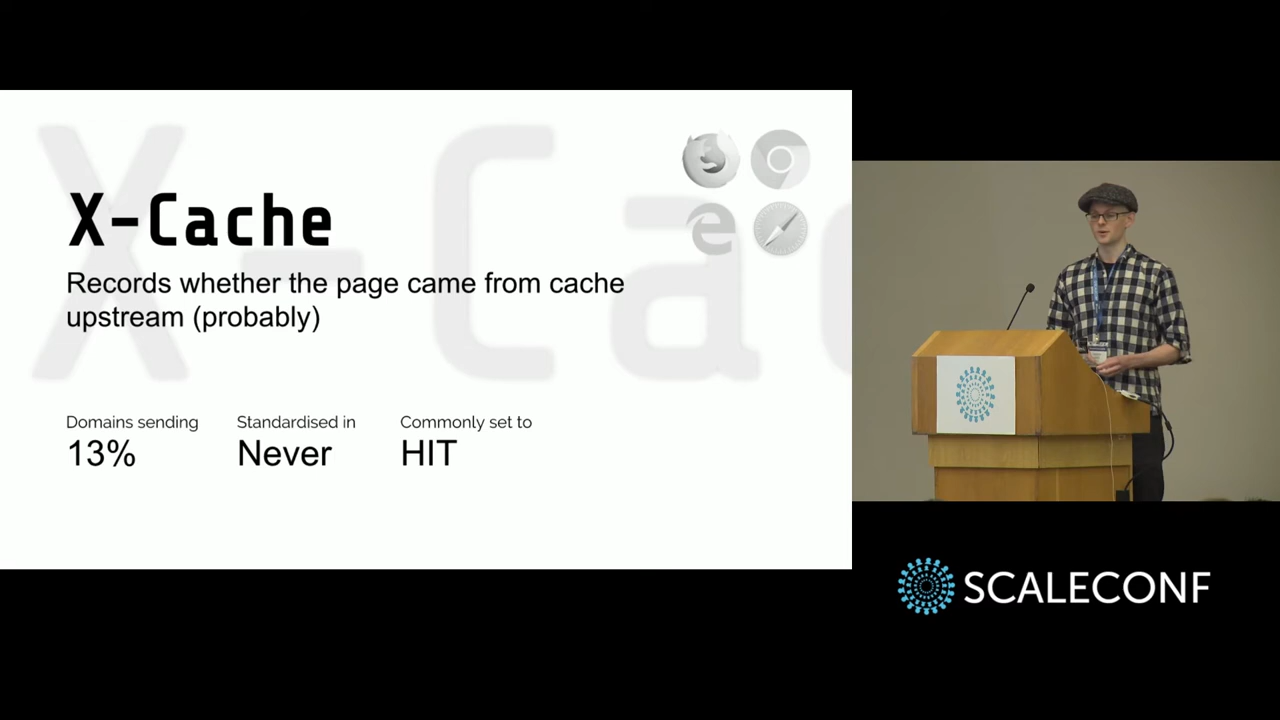 X-Cache
Records whether the page came from cache
upstream (probably)
Domains sending
Standardised in
Commonly set to
13%
Never
HIT
X-Cac
SCALECONF